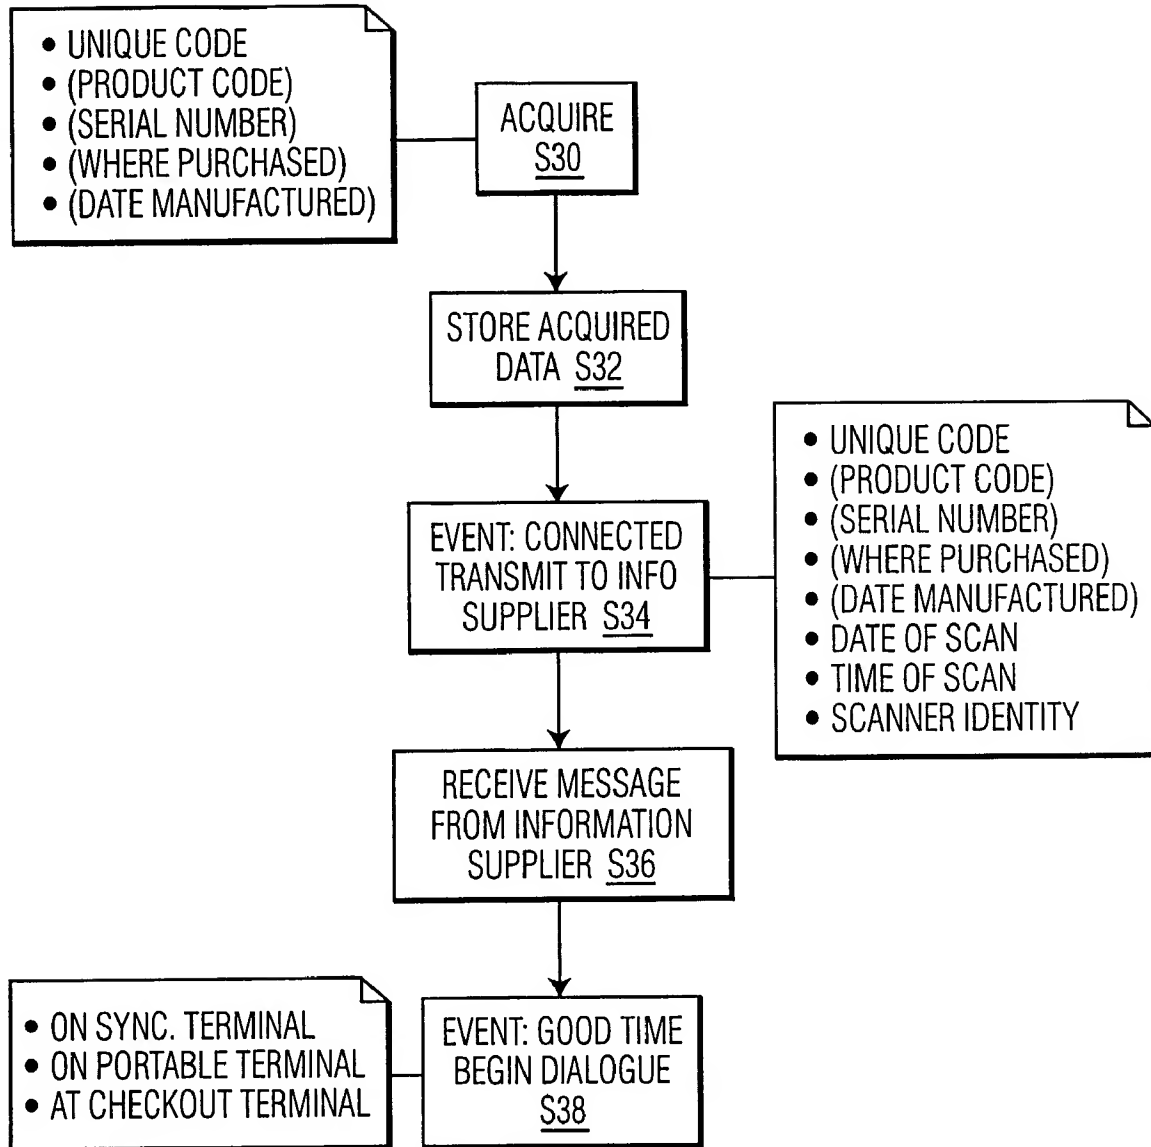 • UNIQUE CODE
• (PRODUCT CODE)
• (SERIAL NUMBER)
• (WHERE PURCHASED)
• (DATE MANUFACTURED)
ACQUIRE
S30
STORE ACQUIRED
DATA S32
EVENT: CONNECTED
TRANSMIT TO INFO
SUPPLIER S34
• UNIQUE CODE
• (PRODUCT CODE)
• (SERIAL NUMBER)
• (WHERE PURCHASED)
• (DATE MANUFACTURED)
• DATE OF SCAN
• TIME OF SCAN
• SCANNER IDENTITY
RECEIVE MESSAGE
FROM INFORMATION
SUPPLIER S36
• ON SYNC. TERMINAL
• ON PORTABLE TERMINAL
• AT CHECKOUT TERMINAL
EVENT: GOOD TIME
BEGIN DIALOGUE
S38